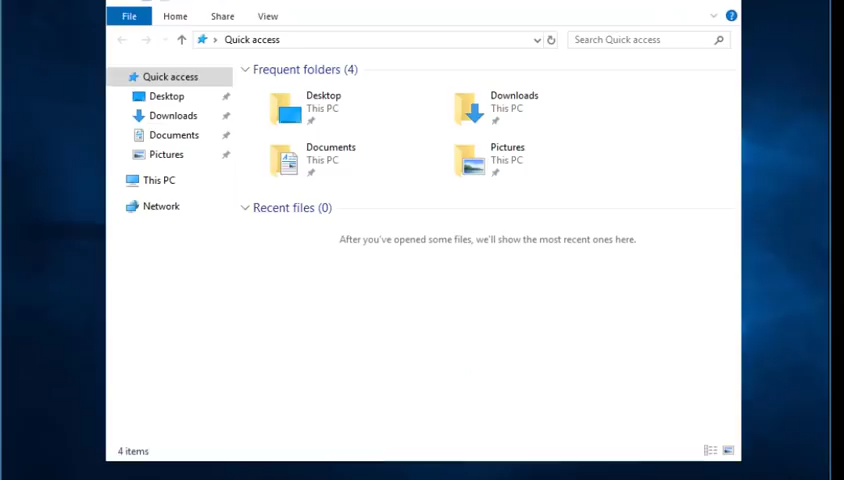 File Home Share View
Quick access
Search Quick access
Quick access
Desktop
Downloads
Documents
Pictures
This PC
Network
Frequent folders (4)
Desktop
This PC
Downloads
This PC
Documents
This PC
Pictures
This PC
Recent files (0)
After you've opened some files, we'll show the most recent ones here.
4 items